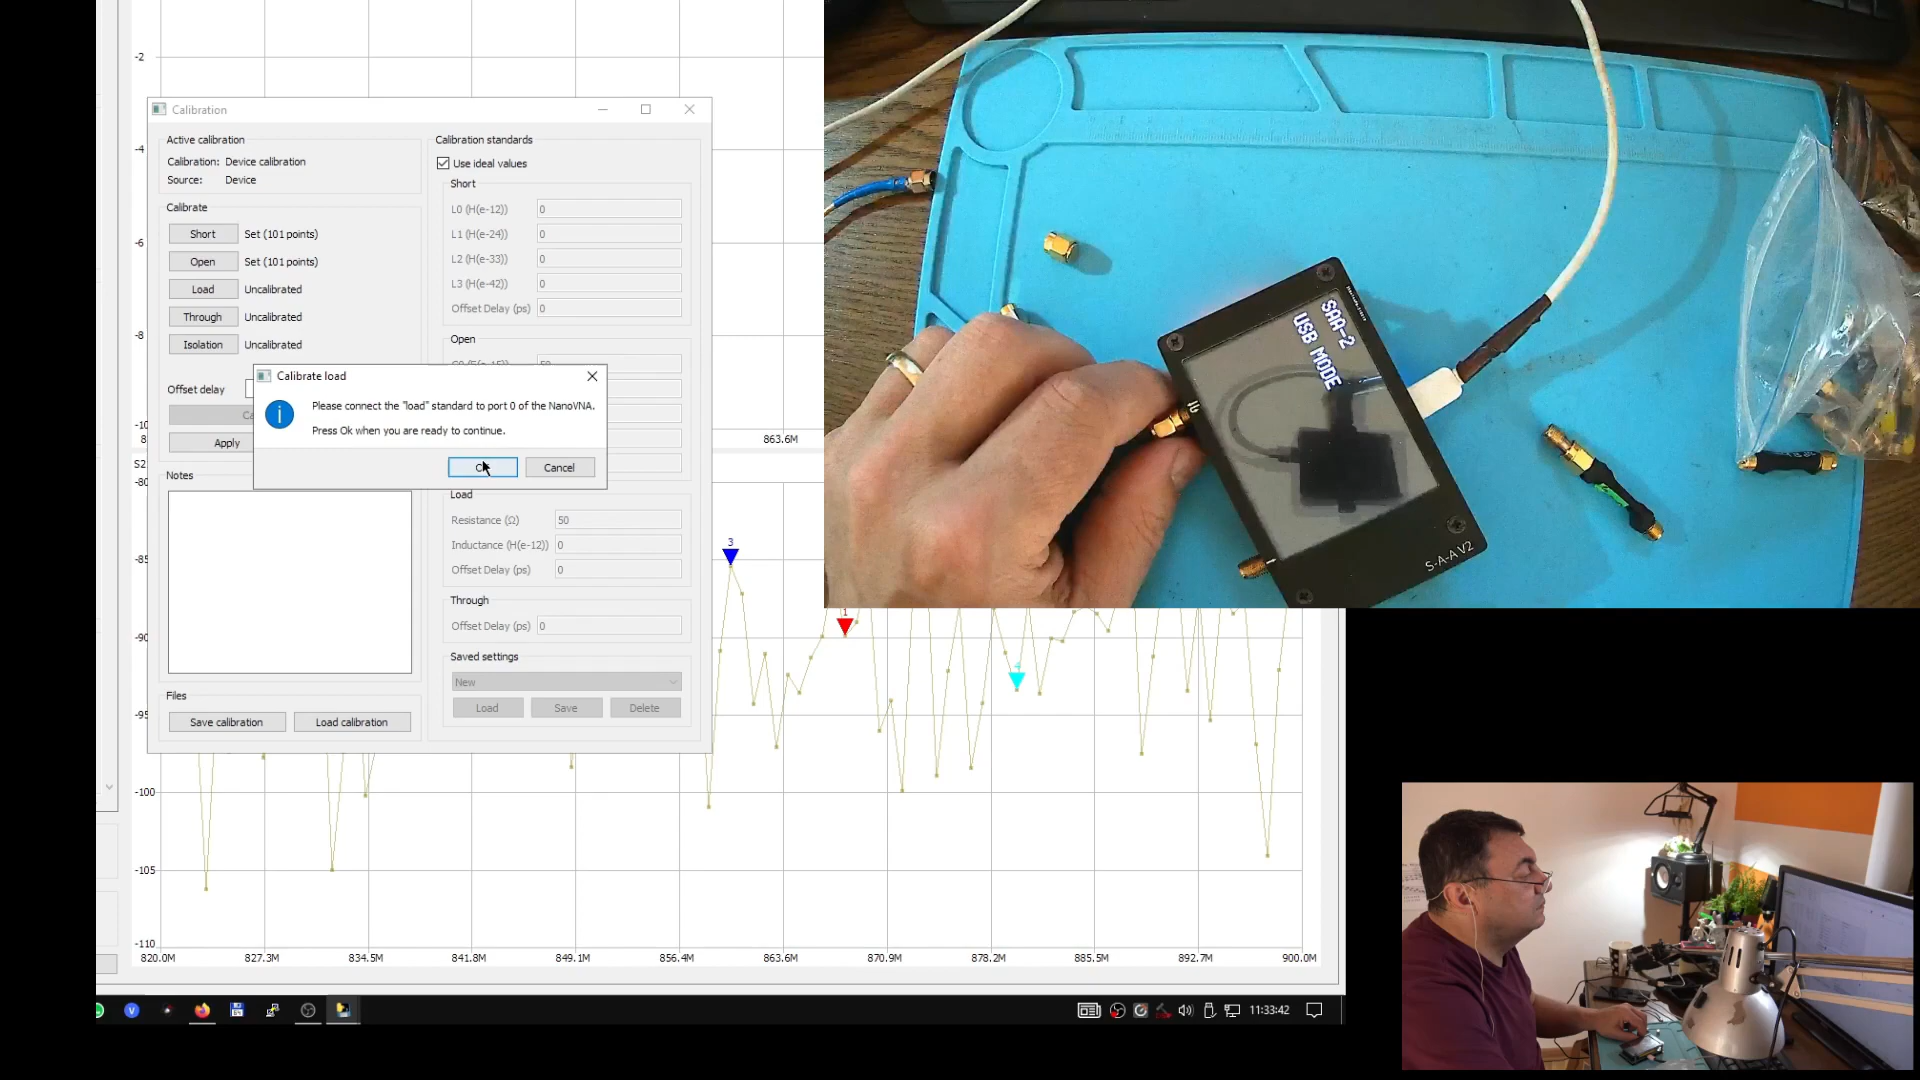 -2
-4
-6
-8
Calibration
Active calibration
Calibration: Device calibration
Source: Device
Calibrate
Short Set (101 points)
Open Set (101 points)
Load Uncalibrated
Through Uncalibrated
Isolation Uncalibrated
Offset delay
Apply
Notes
Files
Save calibration Load calibration
Calibration standards
Use ideal values
Short
L0 (H(e-12)) 0
L1 (H(e-24)) 0
L2 (H(e-33)) 0
L3 (H(e-42)) 0
Offset Delay (ps) 0
Open
Load
Resistance (Ω) 50
Inductance (H(e-12)) 0
Offset Delay (ps) 0
Through
Offset Delay (ps) 0
Saved settings
New
Load Save Delete
Calibrate load
Please connect the "load" standard to port 0 of the NanoVNA.
Press Ok when you are ready to continue.
Cancel
863.6M
3
1
-100
-105
-110
820.0M 827.3M 834.5M 841.8M 849.1M 856.4M 863.6M 870.9M 878.2M 885.5M 892.7M 900.0M
11:33:42
SAA-2
USB MODE
S-A-A V2